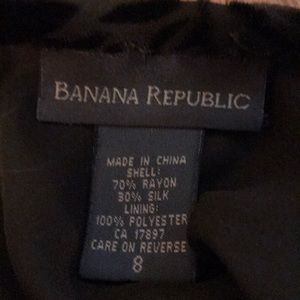 BANANA REPUBLIC
MADE IN CHINA
SHELL:
70% RAYON
30% SILK
LINING:
100% POLYESTER
CA 17897
CARE ON REVERSE
8